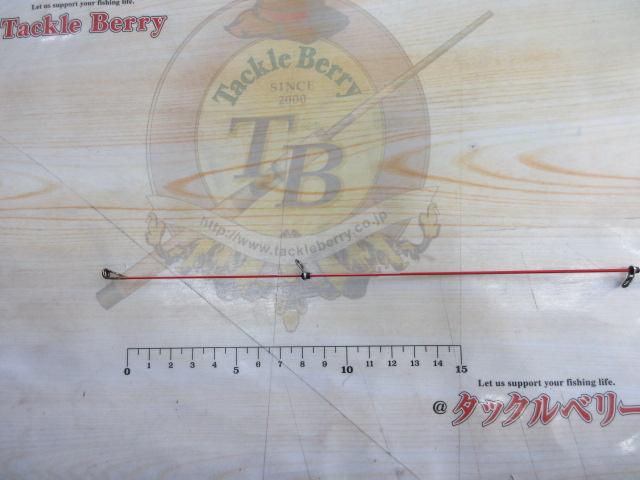 Let us support your fishing life.
Tackle Berry
Tackle Berry
SINCE
2000
TB
http://www.tackleberry.co.jp
0 1 2 3 4 5 6 7 8 9 10 11 12 13 14 15
Let us support your fishing life.
@タックルベリー